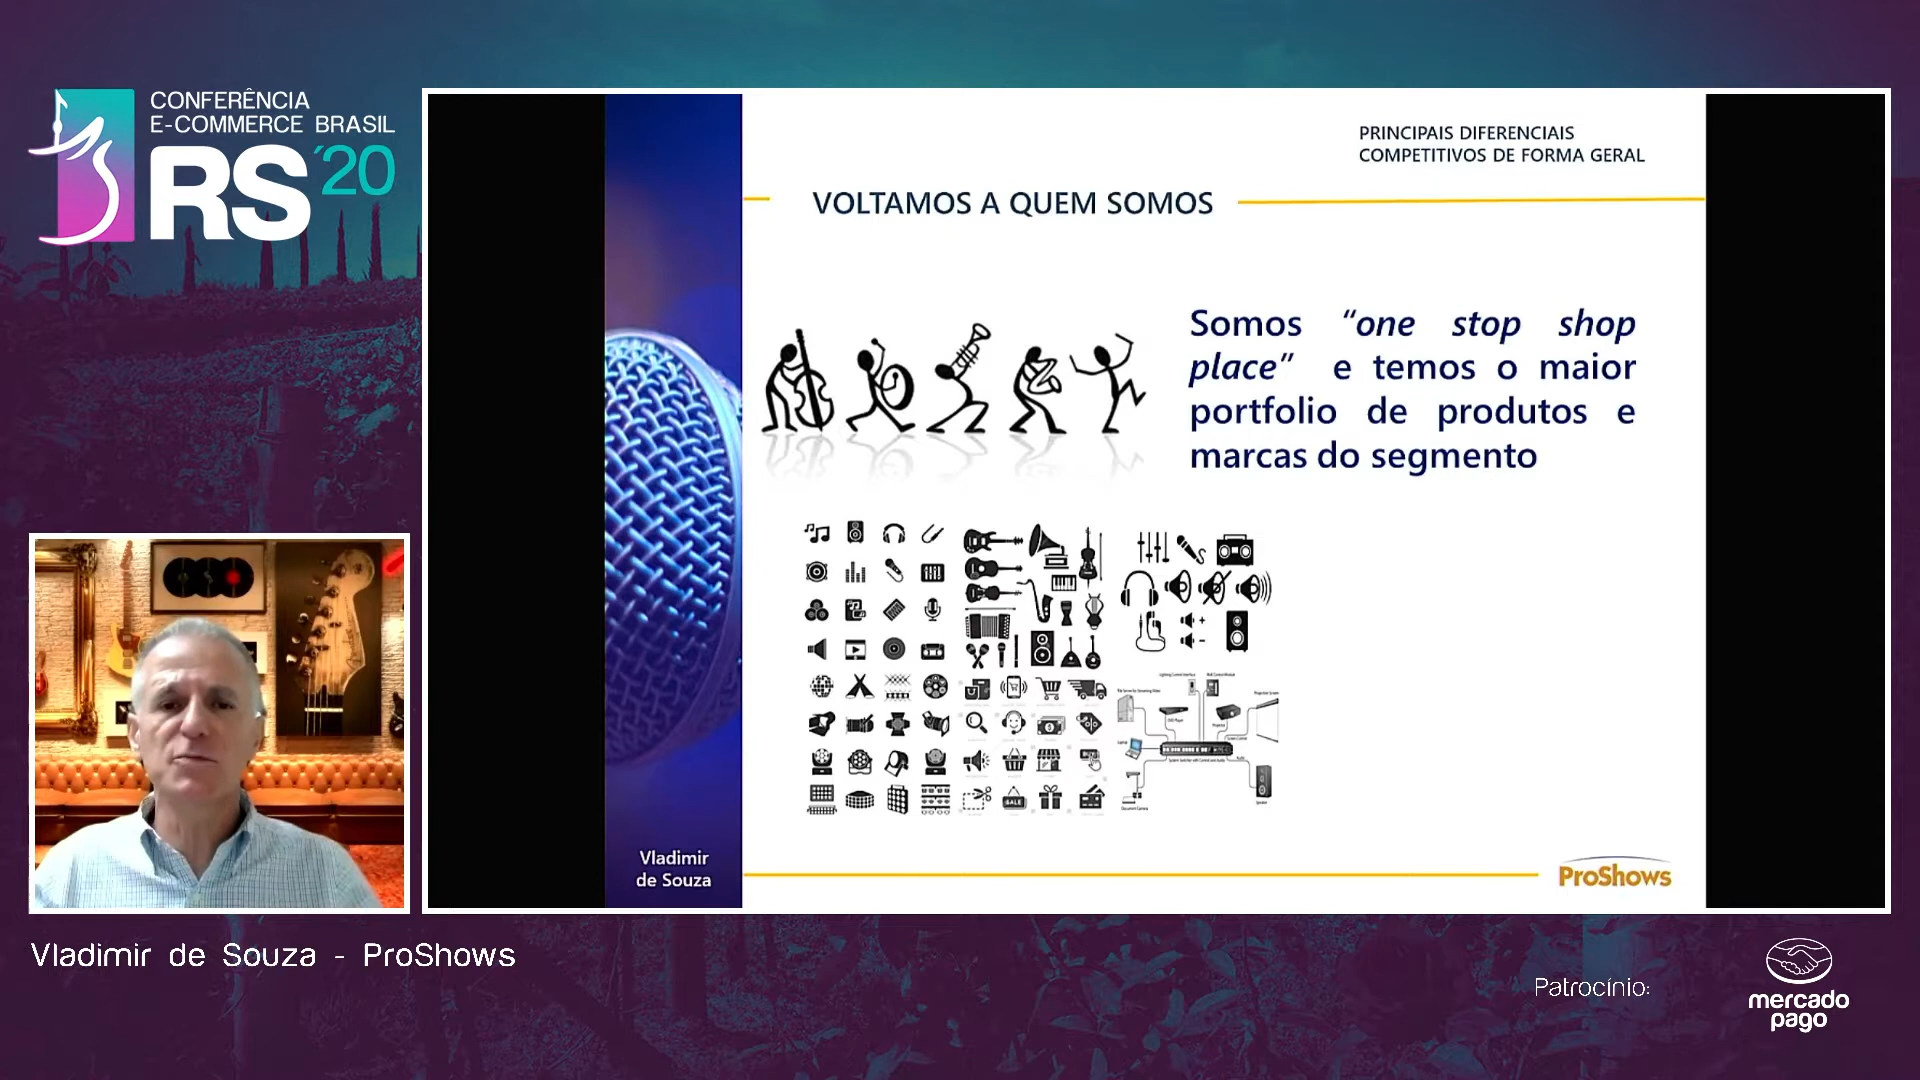 CONFERÊNCIA
E-COMMERCE BRASIL
RS'20
PRINCIPAIS DIFERENCIAIS
COMPETITIVOS DE FORMA GERAL
VOLTAMOS A QUEM SOMOS
Somos “one stop shop
place” e temos o maior
portfolio de produtos e
marcas do segmento
SALE
Vladimir
de Souza
ProShows
Vladimir de Souza - ProShows
Patrocínio:
mercado
pago